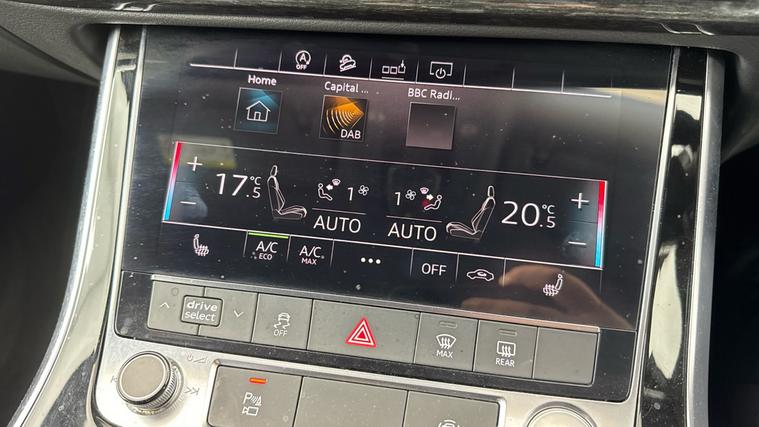 OFF
Home
Capital ...
BBC Radi...
DAB
+
17.5 °C
1
1
20.5 °C
+
−
AUTO
AUTO
−
A/C
ECO
A/C
MAX
•••
OFF
drive
select
OFF
MAX
REAR
P